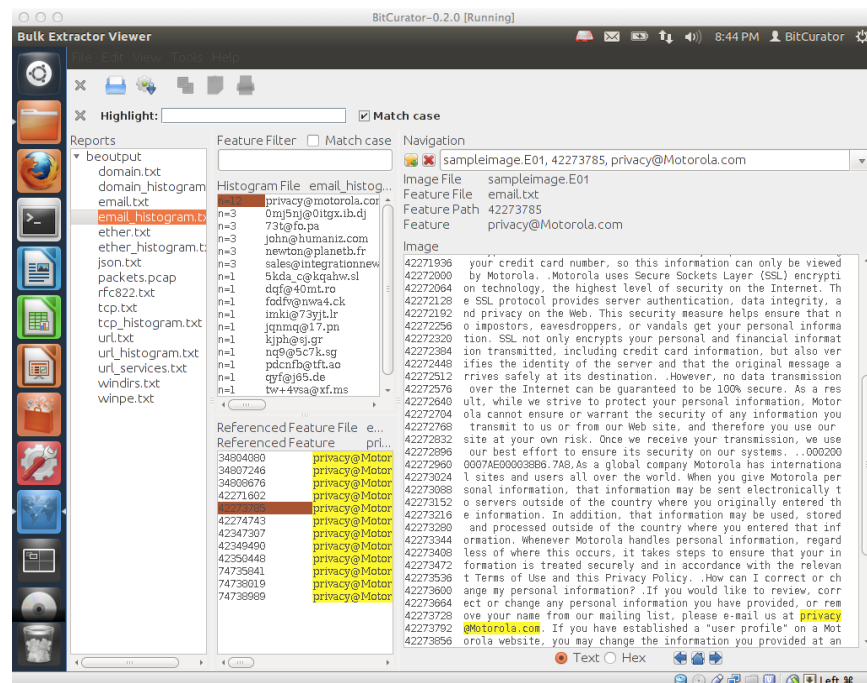 BitCurator-0.2.0 [Running]
Bulk Extractor Viewer
8:44 PM
BitCurator
File Edit View Tools Help
Highlight:
Match case
Reports
beoutput
domain.txt
domain_histogram
email.txt
email_histogram.tx
ether.txt
ether_histogram.t
json.txt
packets.pcap
rfc822.txt
tcp.txt
tcp_histogram.txt
url.txt
url_histogram.txt
url_services.txt
windirs.txt
winpe.txt
Feature Filter
Match case
Histogram File email_histog...
n=12 privacy@motorola.com
n=3 0mj5nj@0itgx.ib.dj
n=3 73t@fo.pa
n=3 john@humaniz.com
n=3 newton@planetb.fr
n=3 sales@integrationnew
n=1 5kda_c@kqahw.sl
n=1 dqf@40mt.ro
n=1 fodfv@nwa4.ck
n=1 imki@73yjt.lr
n=1 jqnmq@17.pn
n=1 kjph@sj.gr
n=1 nq9@5c7k.sg
n=1 pdcnfb@tft.ao
n=1 qyf@j65.de
n=1 tw+4vsa@xf.ms
Referenced Feature File e...
Referenced Feature pri...
34804080 privacy@Motor
34807246 privacy@Motor
34808676 privacy@Motor
42271602 privacy@Motor
42273785 privacy@Motor
42274743 privacy@Motor
42347307 privacy@Motor
42349490 privacy@Motor
42350448 privacy@Motor
74735841 privacy@Motor
74738019 privacy@Motor
74738989 privacy@Motor
Navigation
sampleimage.E01, 42273785, privacy@Motorola.com
Image File sampleimage.E01
Feature File email.txt
Feature Path 42273785
Feature privacy@Motorola.com
Image
42271936 your credit card number, so this information can only be viewed
42272000 by Motorola. .Motorola uses Secure Sockets Layer (SSL) encrypti
42272064 on technology, the highest level of security on the Internet. Th
42272128 e SSL protocol provides server authentication, data integrity, a
42272192 nd privacy on the Web. This security measure helps ensure that n
42272256 o impostors, eavesdroppers, or vandals get your personal informa
42272320 tion. SSL not only encrypts your personal and financial informat
42272384 ion transmitted, including credit card information, but also ver
42272448 ifies the identity of the server and that the original message a
42272512 rrives safely at its destination. .However, no data transmission
42272576 over the Internet can be guaranteed to be 100% secure. As a res
42272640 ult, while we strive to protect your personal information, Motor
42272704 ola cannot ensure or warrant the security of any information you
42272768 transmit to us or from our Web site, and therefore you use our
42272832 site at your own risk. Once we receive your transmission, we use
42272896 our best effort to ensure its security on our systems. ..000200
42272960 0007AE000038B6.7A8,As a global company Motorola has internationa
42273024 l sites and users all over the world. When you give Motorola per
42273088 sonal information, that information may be sent electronically t
42273152 o servers outside of the country where you originally entered th
42273216 e information. In addition, that information may be used, stored
42273280 and processed outside of the country where you entered that inf
42273344 ormation. Whenever Motorola handles personal information, regard
42273408 less of where this occurs, it takes steps to ensure that your in
42273472 formation is treated securely and in accordance with the relevan
42273536 t Terms of Use and this Privacy Policy. .How can I correct or ch
42273600 ange my personal information? .If you would like to review, corr
42273664 ect or change any personal information you have provided, or rem
42273728 ove your name from our mailing list, please e-mail us at privacy
42273792 @Motorola.com. If you have established a "user profile" on a Mot
42273856 orola website, you may change the information you provided at an
Text Hex
Left ⌘